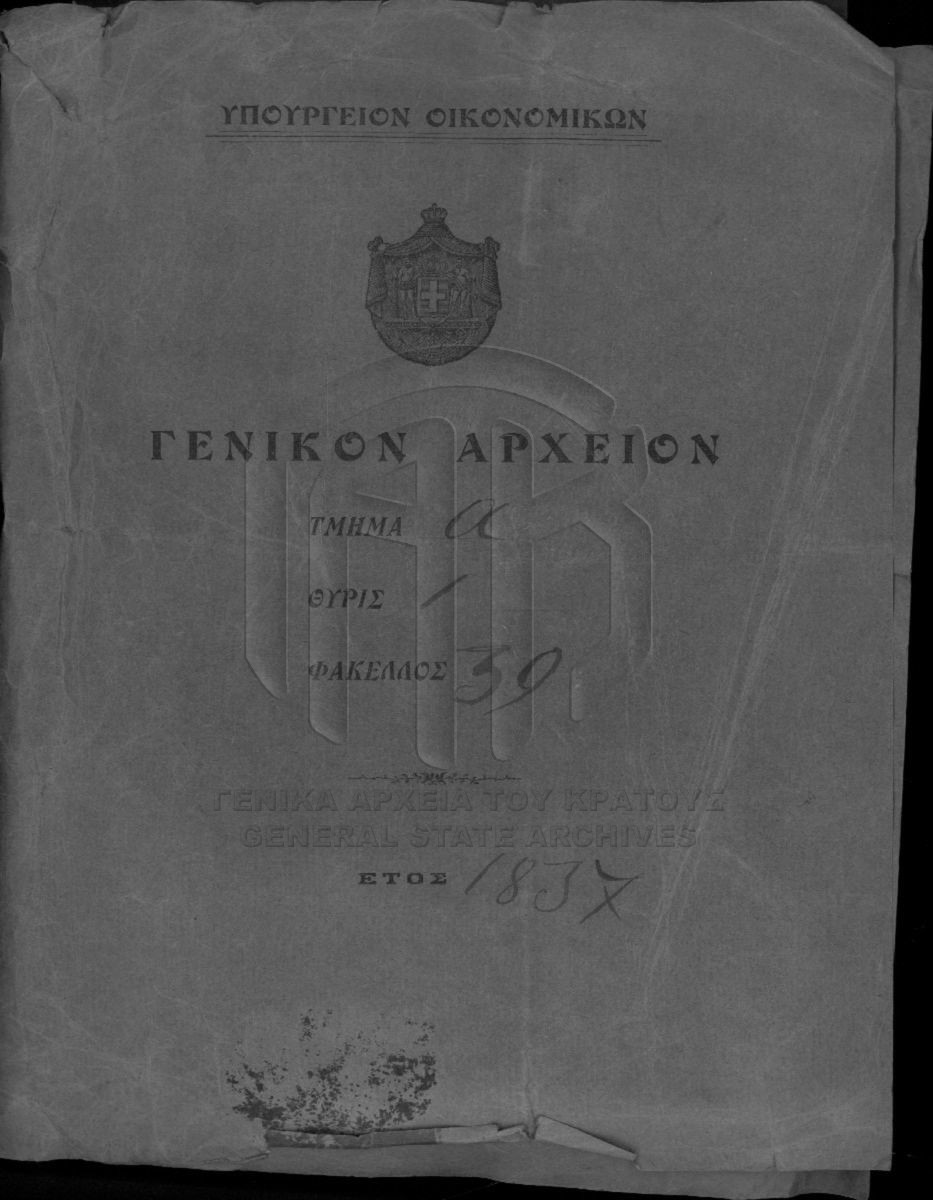 ΥΠΟΥΡΓΕΙΟΝ ΟΙΚΟΝΟΜΙΚΩΝ
ΓΕΝΙΚΟΝ ΑΡΧΕΙΟΝ
ΤΜΗΜΑ α
ΘΥΡΙΣ 1
ΦΑΚΕΛΛΟΣ 39
ΓΕΝΙΚΑ ΑΡΧΕΙΑ ΤΟΥ ΚΡΑΤΟΥΣ
GENERAL STATE ARCHIVES
ΕΤΟΣ 1837